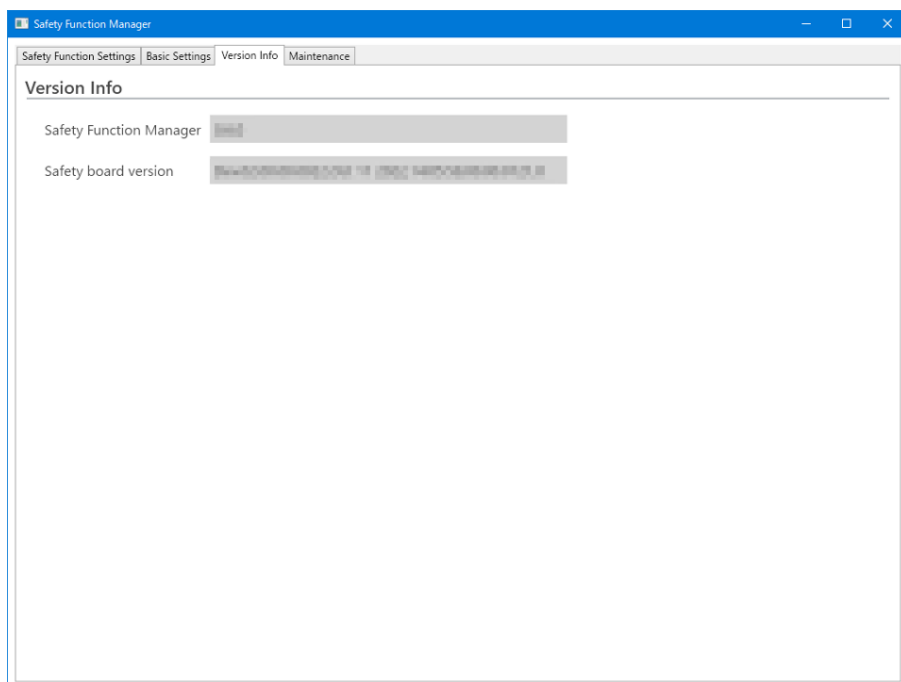 Safety Function Manager
Safety Function Settings Basic Settings Version Info Maintenance
Version Info
Safety Function Manager
Safety board version